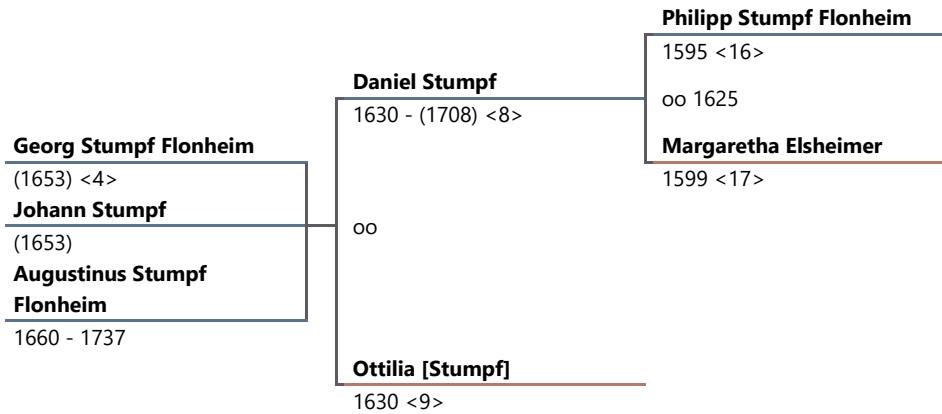 Philipp Stumpf Flonheim
1595 <16>
oo 1625
Margaretha Elsheimer
1599 <17>
Daniel Stumpf
1630 - (1708) <8>
oo
Ottilia [Stumpf]
1630 <9>
Georg Stumpf Flonheim
(1653) <4>
Johann Stumpf
(1653)
Augustinus Stumpf
Flonheim
1660 - 1737